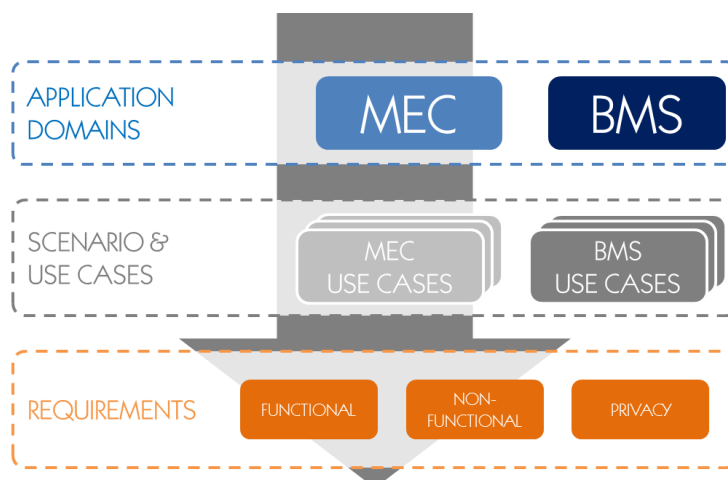 APPLICATION
DOMAINS
MEC
BMS
SCENARIO &
USE CASES
MEC
USE CASES
BMS
USE CASES
REQUIREMENTS
FUNCTIONAL
NON-
FUNCTIONAL
PRIVACY